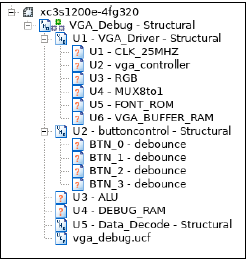 xc3s1200e-4fg320
VGA_Debug - Structural
U1 - VGA_Driver - Structural
U1 - CLK_25MHZ
U2 - vga_controller
U3 - RGB
U4 - MUX8to1
U5 - FONT_ROM
U6 - VGA_BUFFER_RAM
U2 - buttoncontrol - Structural
BTN_0 - debounce
BTN_1 - debounce
BTN_2 - debounce
BTN_3 - debounce
U3 - ALU
U4 - DEBUG_RAM
U5 - Data_Decode - Structural
vga_debug.ucf